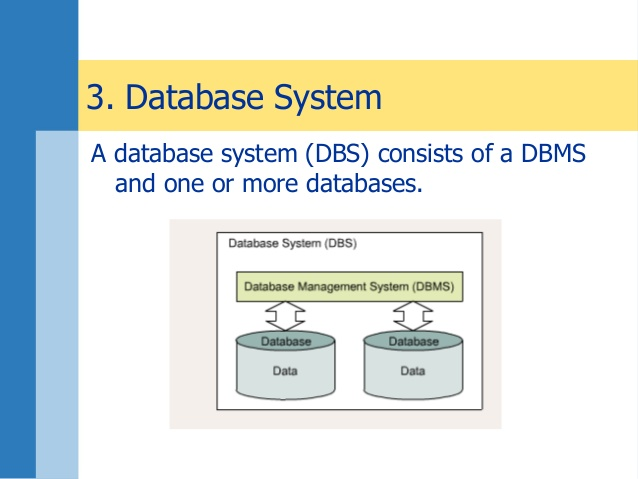 3. Database System
A database system (DBS) consists of a DBMS
and one or more databases.
Database System (DBS)
Database Management System (DBMS)
Database Database
Data Data